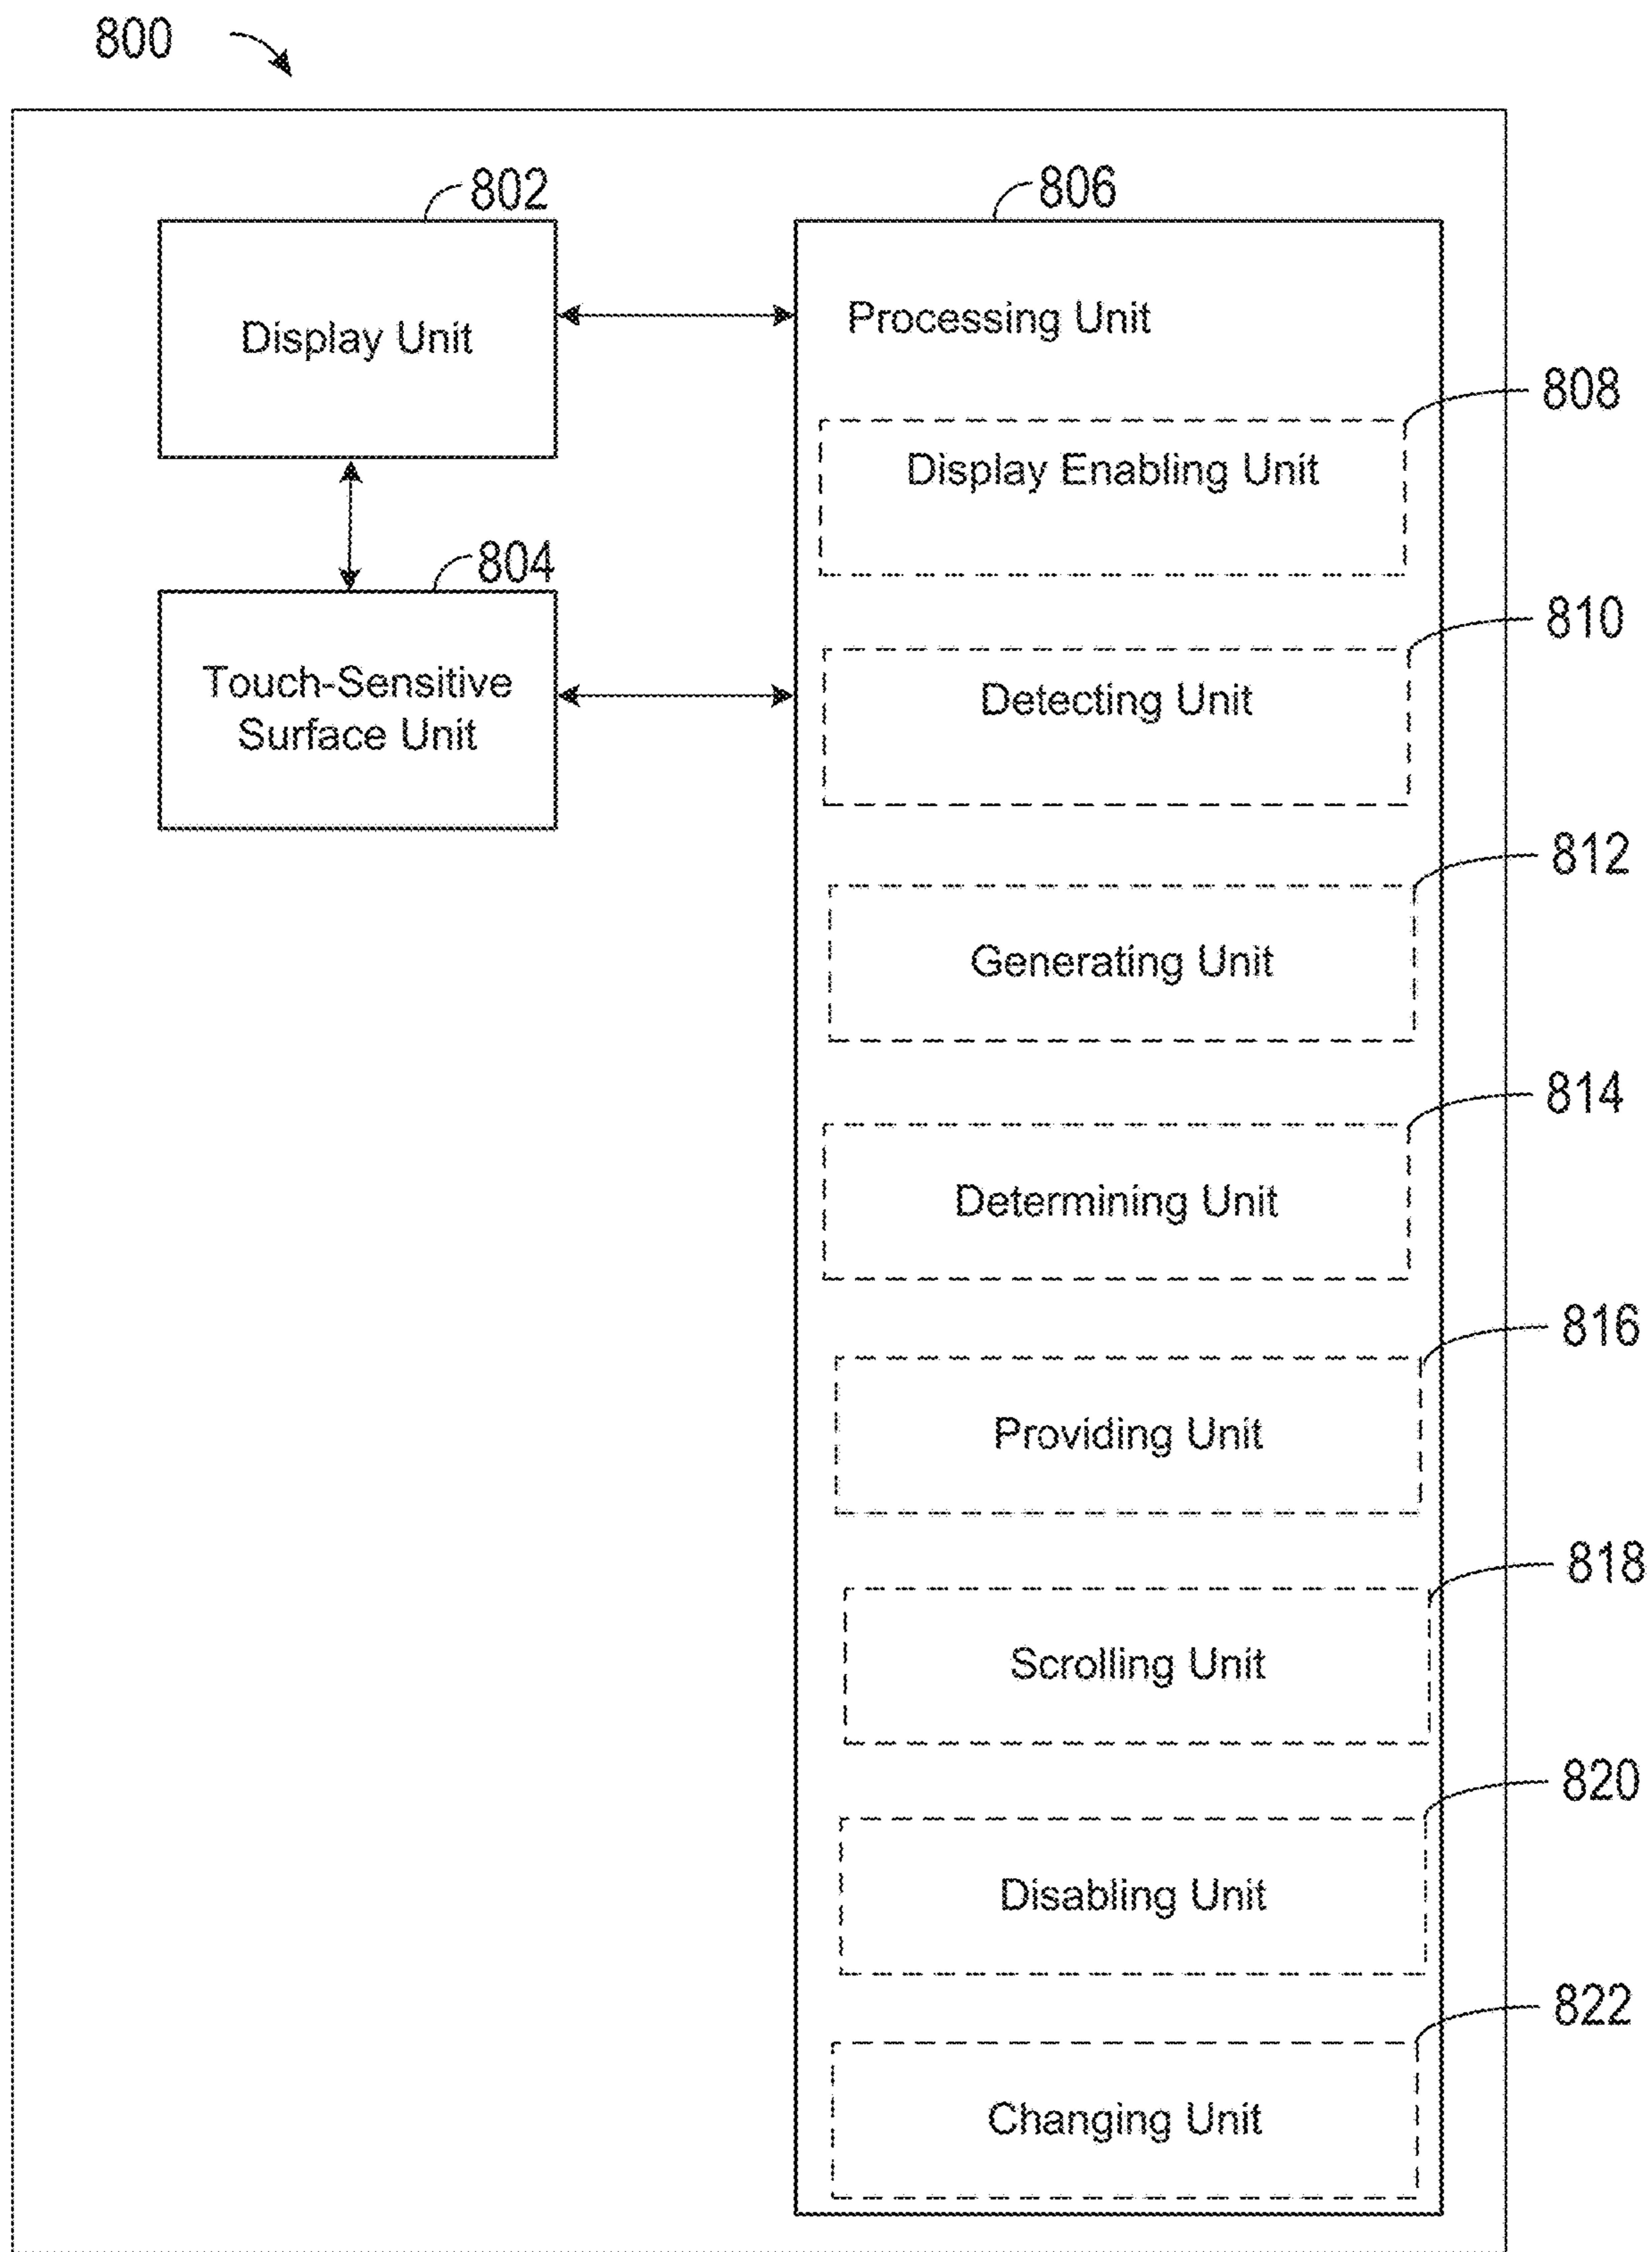 800
802
Display Unit
804
Touch-Sensitive
Surface Unit
806
Processing Unit
808
Display Enabling Unit
810
Detecting Unit
812
Generating Unit
814
Determining Unit
816
Providing Unit
818
Scrolling Unit
820
Disabling Unit
822
Changing Unit